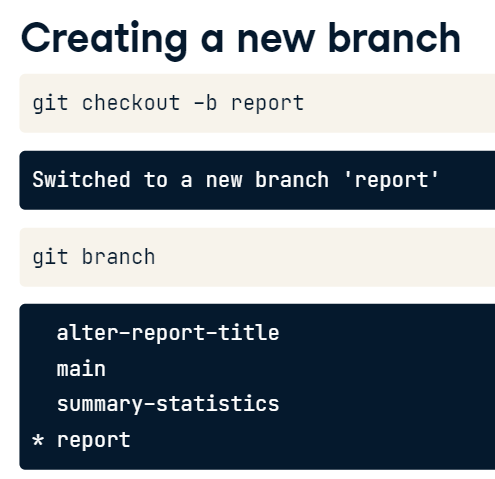 Creating a new branch
git checkout -b report
Switched to a new branch 'report'
git branch
  alter-report-title
  main
  summary-statistics
* report